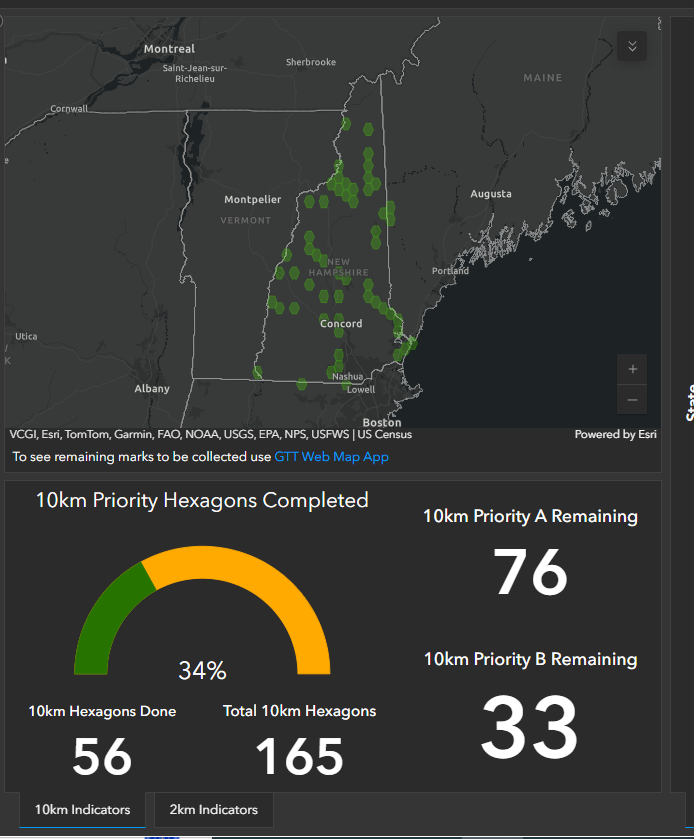 Montreal
Sherbrooke
Saint-Jean-sur-
Richelieu
MAINE
Cornwall
Montpelier
Augusta
VERMONT
NEW
HAMPSHIRE
Portland
Concord
Utica
K
Albany
Nashua
Lowell
Boston
+
−
State
VCGI, Esri, TomTom, Garmin, FAO, NOAA, USGS, EPA, NPS, USFWS | US Census
Powered by Esri
To see remaining marks to be collected use GTT Web Map App
10km Priority Hexagons Completed
34%
10km Hexagons Done
56
Total 10km Hexagons
165
10km Priority A Remaining
76
10km Priority B Remaining
33
10km Indicators
2km Indicators